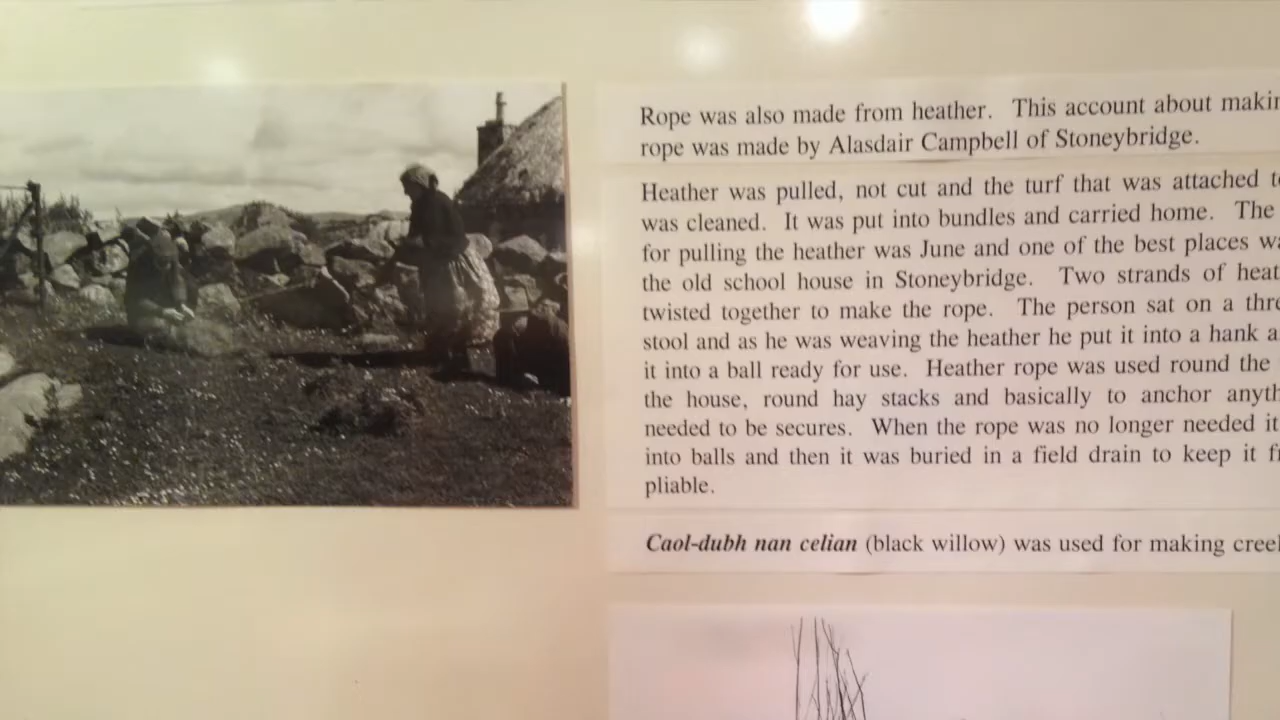 Rope was also made from heather. This account about
rope was made by Alasdair Campbell of Stoneybridge.
Heather was pulled, not cut and the turf that was attached
was cleaned. It was put into bundles and carried home. The
for pulling the heather was June and one of the best places
the old school house in Stoneybridge. Two strands of
twisted together to make the rope. The person sat on a
stool and as he was weaving the heather he put it into a hank
it into a ball ready for use. Heather rope was used round the
the house, round hay stacks and basically to anchor
needed to be secures. When the rope was no longer needed it
into balls and then it was buried in a field drain to keep it
pliable.
Caol-dubh nan celian (black willow) was used for making